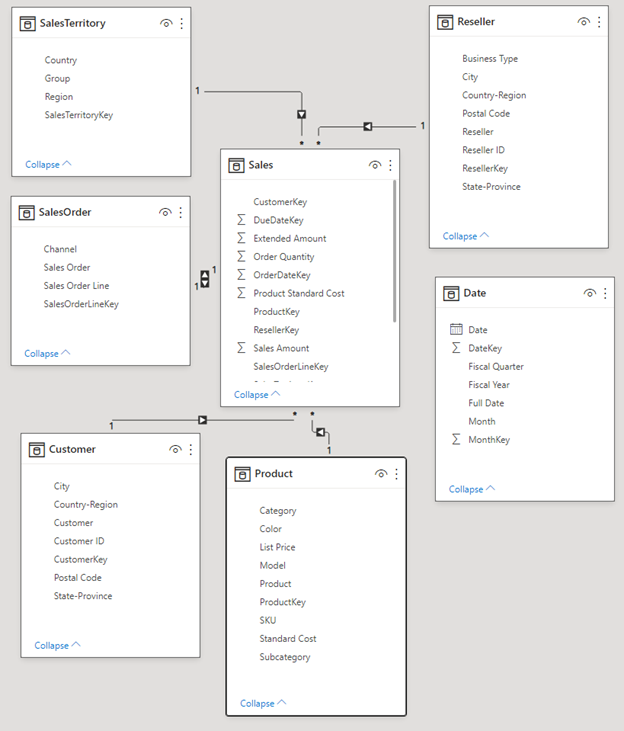 SalesTerritory
Country
Group
Region
SalesTerritoryKey
Collapse
Reseller
Business Type
City
Country-Region
Postal Code
Reseller
Reseller ID
ResellerKey
State-Province
Collapse
1
*
*
1
Sales
CustomerKey
Σ DueDateKey
Σ Extended Amount
Σ Order Quantity
Σ OrderDateKey
Σ Product Standard Cost
ProductKey
ResellerKey
Σ Sales Amount
SalesOrderLineKey
Collapse
SalesOrder
Channel
Sales Order
Sales Order Line
SalesOrderLineKey
Collapse
1
1
Date
Date
Σ DateKey
Fiscal Quarter
Fiscal Year
Full Date
Month
Σ MonthKey
Collapse
1
*
*
1
Customer
City
Country-Region
Customer
Customer ID
CustomerKey
Postal Code
State-Province
Collapse
Product
Category
Color
List Price
Model
Product
ProductKey
SKU
Standard Cost
Subcategory
Collapse